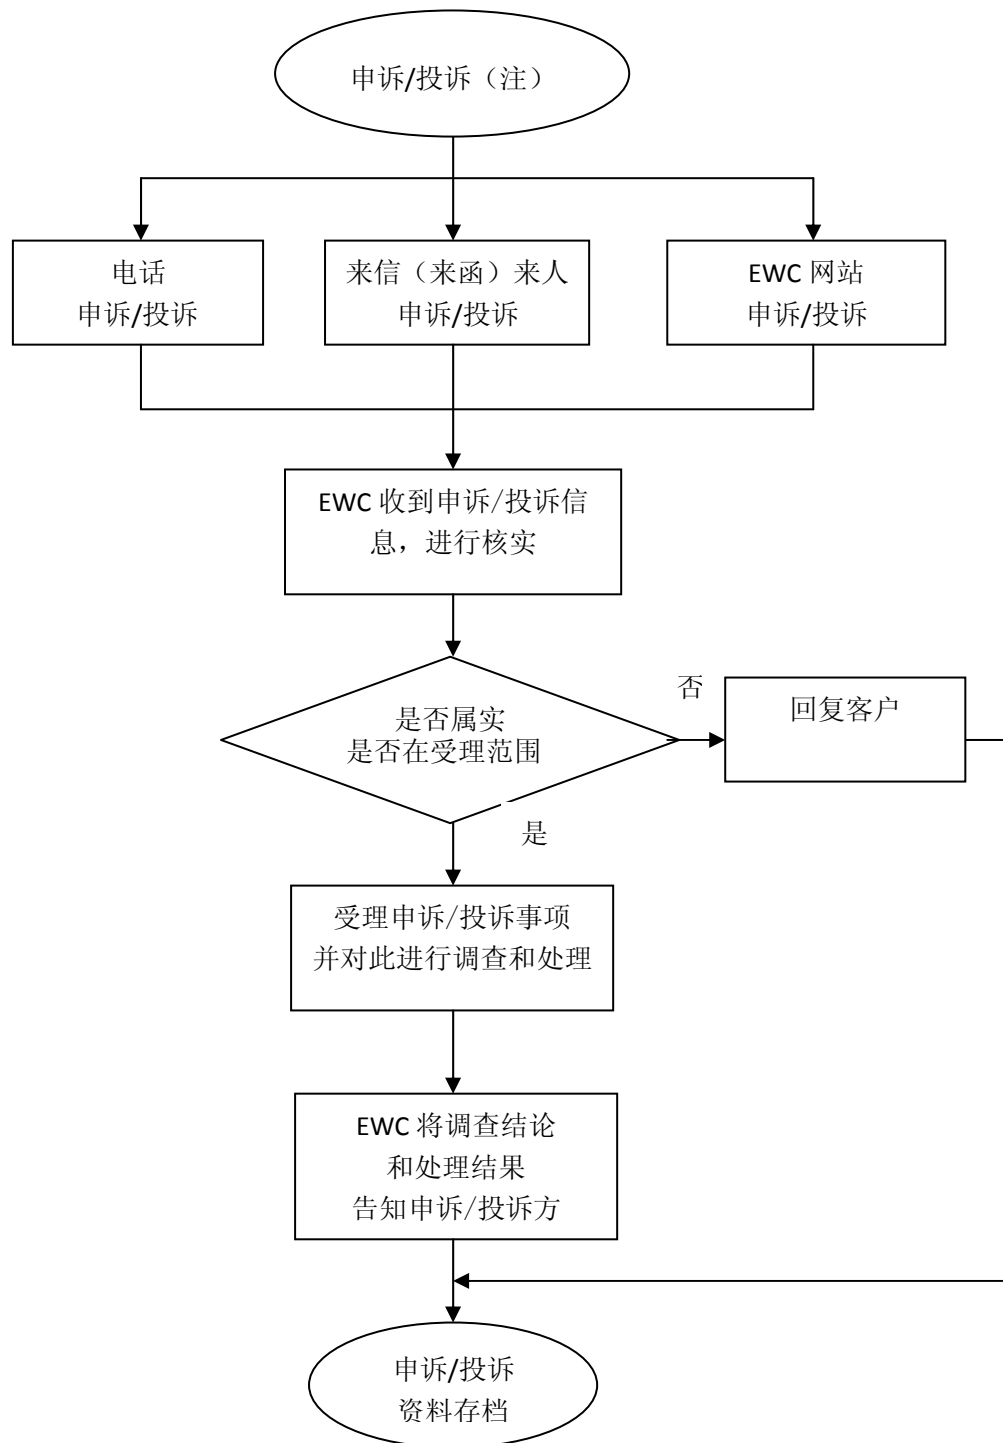 申诉/投诉（注）
电话
申诉/投诉
来信（来函）来人
申诉/投诉
EWC 网站
申诉/投诉
EWC 收到申诉/投诉信
息，进行核实
是否属实
是否在受理范围
否
回复客户
是
受理申诉/投诉事项
并对此进行调查和处理
EWC 将调查结论
和处理结果
告知申诉/投诉方
申诉/投诉
资料存档